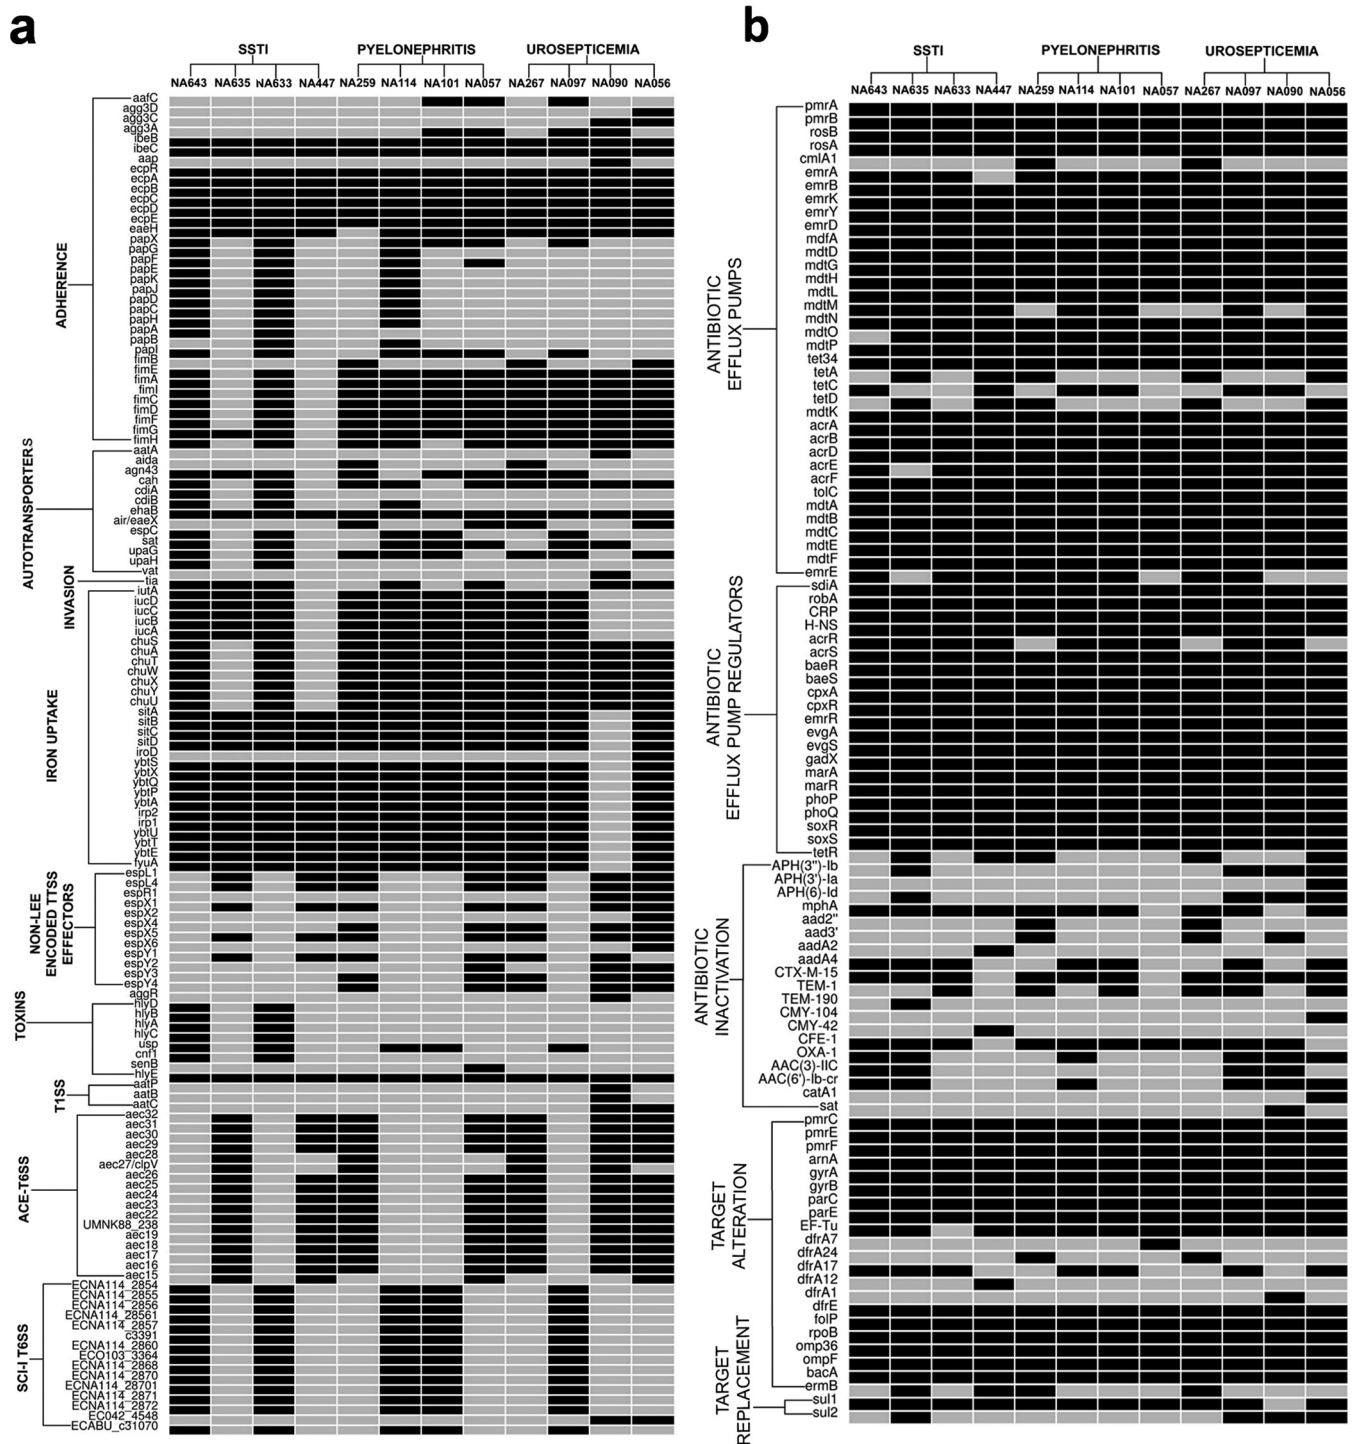 a
SSTI PYELONEPHRITIS UROSEPTICEMIA
NA643 NA635 NA633 NA447 NA259 NA114 NA101 NA057 NA267 NA097 NA090 NA056
ADHERENCE
aafC
agg3D
agg3C
agg3A
ibeB
ibeC
aap
ecpR
ecpA
ecpB
ecpC
ecpD
ecpE
eaeH
papX
papG
papF
papE
papK
papJ
papD
papC
papH
papA
papB
papI
fimB
fimE
fimA
fimI
fimC
fimD
fimF
fimG
fimH
AUTOTRANSPORTERS
aatA
aida
agn43
cah
cdiA
cdiB
ehaB
air/eaeX
espC
sat
upaG
upaH
vat
INVASION
tia
IRON UPTAKE
iutA
iucD
iucC
iucB
iucA
chuS
chuA
chuT
chuW
chuX
chuY
chuU
sitA
sitB
sitC
sitD
iroD
ybtS
ybtX
ybtQ
ybtP
ybtA
irp2
irp1
ybtU
ybtT
ybtE
fyuA
NON-LEE
ENCODED TTSS
EFFECTORS
espL1
espL4
espR1
espX1
espX2
espX4
espX5
espX6
espY1
espY2
espY3
espY4
aggR
TOXINS
hlyD
hlyB
hlyA
hlyC
usp
cnf1
senB
hlyE
T1SS
aatP
aatB
aatC
ACE-T6SS
aec32
aec31
aec30
aec29
aec28
aec27/clpV
aec26
aec25
aec24
aec23
aec22
UMNK88_238
aec19
aec18
aec17
aec16
aec15
SCI-I T6SS
ECNA114_2854
ECNA114_2855
ECNA114_2856
ECNA114_28561
ECNA114_2857
c3391
ECNA114_2860
ECO103_3364
ECNA114_2868
ECNA114_2870
ECNA114_28701
ECNA114_2871
ECNA114_2872
EC042_4548
ECABU_c31070
b
SSTI PYELONEPHRITIS UROSEPTICEMIA
NA643 NA635 NA633 NA447 NA259 NA114 NA101 NA057 NA267 NA097 NA090 NA056
ANTIBIOTIC
EFFLUX PUMPS
pmrA
pmrB
rosB
rosA
cmlA1
emrA
emrB
emrK
emrY
emrD
mdfA
mdtD
mdtG
mdtH
mdtL
mdtM
mdtN
mdtO
mdtP
tet34
tetA
tetC
tetD
mdtK
acrA
acrB
acrD
acrE
acrF
tolC
mdtA
mdtB
mdtC
mdtE
mdtF
emrE
ANTIBIOTIC
EFFLUX PUMP REGULATORS
sdiA
robA
CRP
H-NS
acrR
acrS
baeR
baeS
cpxA
cpxR
emrR
evgA
evgS
gadX
marA
marR
phoP
phoQ
soxR
soxS
tetR
ANTIBIOTIC
INACTIVATION
APH(3")-Ib
APH(3')-Ia
APH(6)-Id
mphA
aad2"
aad3'
aadA2
aadA4
CTX-M-15
TEM-1
TEM-190
CMY-104
CMY-42
CFE-1
OXA-1
AAC(3)-IIC
AAC(6')-Ib-cr
catA1
sat
TARGET
ALTERATION
pmrC
pmrE
pmrF
arnA
gyrA
gyrB
parC
parE
EF-Tu
dfrA7
dfrA24
dfrA17
dfrA12
dfrA1
dfrE
folP
rpoB
omp36
ompF
bacA
ermB
TARGET
REPLACEMENT
sul1
sul2